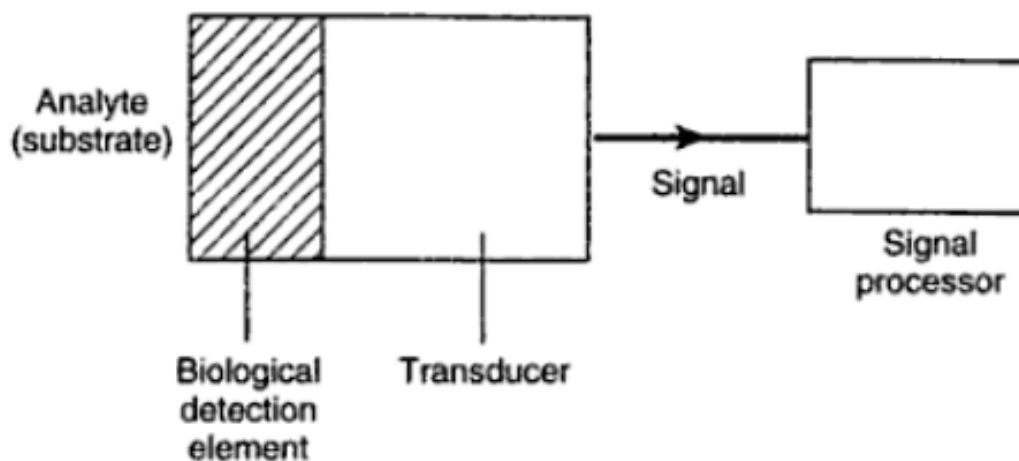 Analyte
(substrate)
Signal
Signal
processor
Biological
detection
element
Transducer